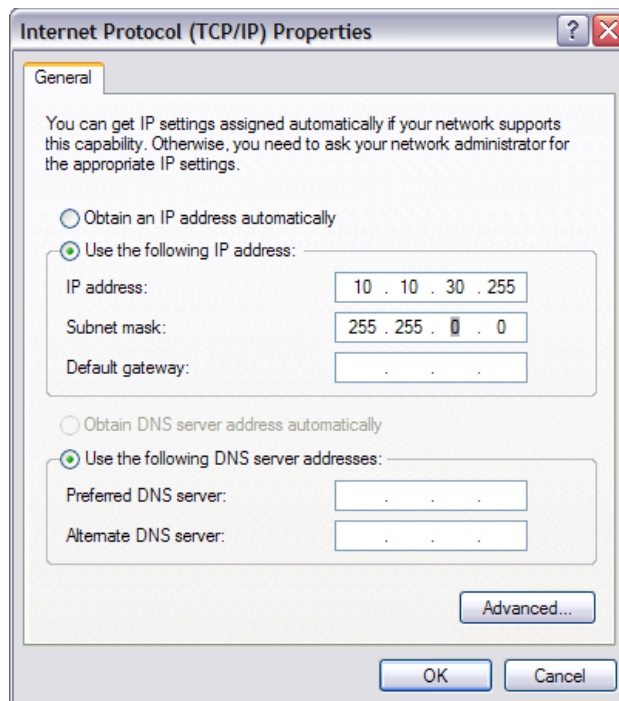 Internet Protocol (TCP/IP) Properties
General
You can get IP settings assigned automatically if your network supports
this capability. Otherwise, you need to ask your network administrator for
the appropriate IP settings.
Obtain an IP address automatically
Use the following IP address:
IP address: 10 . 10 . 30 . 255
Subnet mask: 255 . 255 . 0 . 0
Default gateway: . . .
Obtain DNS server address automatically
Use the following DNS server addresses:
Preferred DNS server: . . .
Alternate DNS server: . . .
Advanced...
OK Cancel